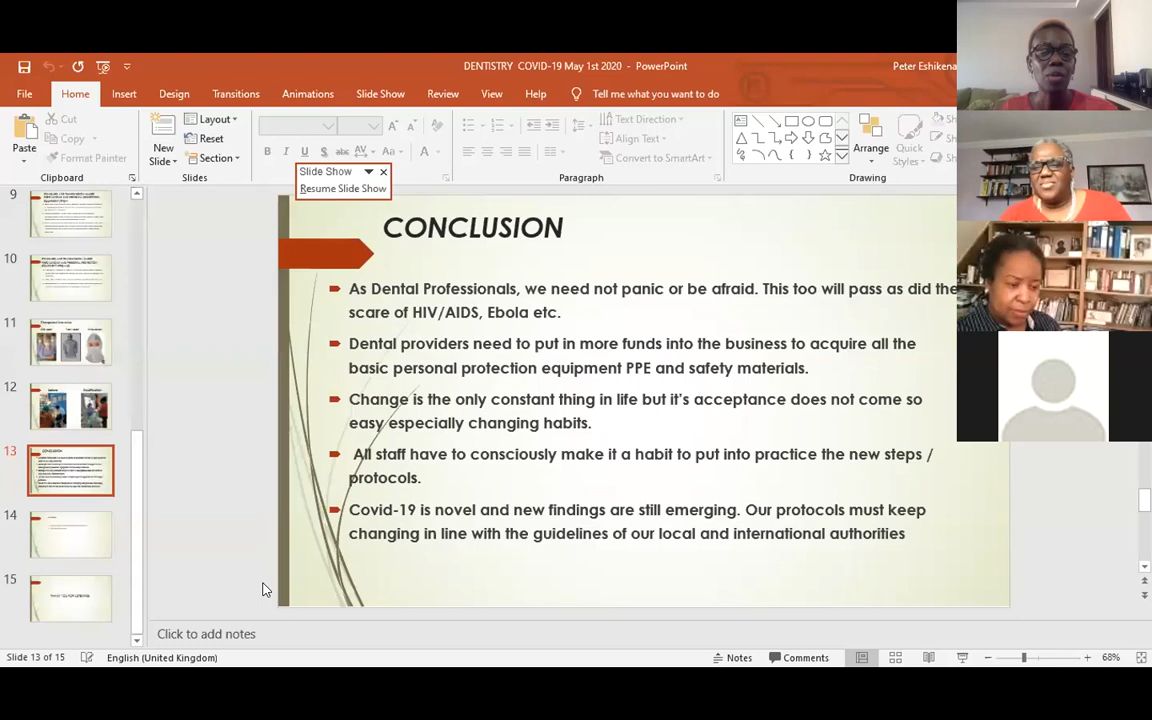 DENTISTRY COVID-19 May 1st 2020 - PowerPoint
Peter Eshikena
File Home Insert Design Transitions Animations Slide Show Review View Help Tell me what you want to do
Cut
Copy
Format Painter
Paste
Clipboard
New
Slide
Layout
Reset
Section
Slides
B I U S abc AV Aa A
Slide Show
Resume Slide Show
Text Direction
Align Text
Convert to SmartArt
Paragraph
Arrange
Quick
Styles
Sh
Sh
Sh
Drawing
9
10
11
12
13
14
15
CONCLUSION
As Dental Professionals, we need not panic or be afraid. This too will pass as did the
scare of HIV/AIDS, Ebola etc.
Dental providers need to put in more funds into the business to acquire all the
basic personal protection equipment PPE and safety materials.
Change is the only constant thing in life but it's acceptance does not come so
easy especially changing habits.
All staff have to consciously make it a habit to put into practice the new steps /
protocols.
Covid-19 is novel and new findings are still emerging. Our protocols must keep
changing in line with the guidelines of our local and international authorities
Click to add notes
Slide 13 of 15 English (United Kingdom) Notes Comments 68%